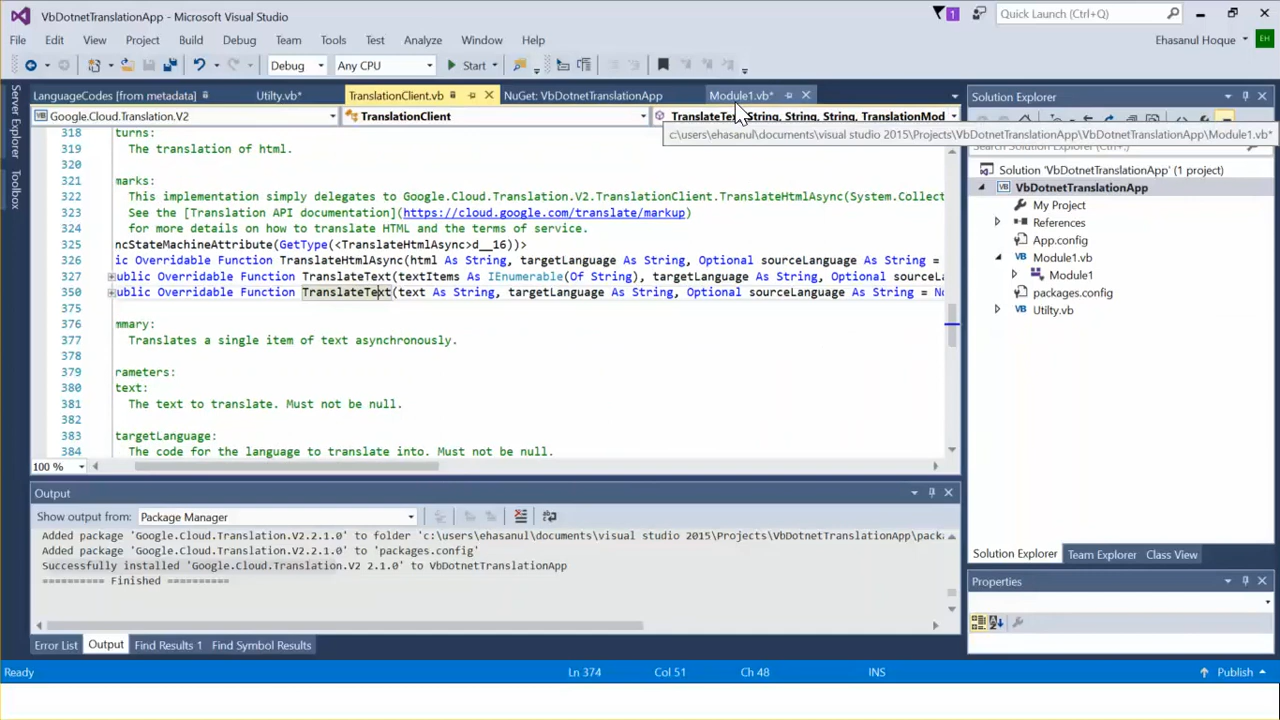 VbDotnetTranslationApp - Microsoft Visual Studio
1
Quick Launch (Ctrl+Q)
File Edit View Project Build Debug Team Tools Test Analyze Window Help
Ehasanul Hoque EH
Debug Any CPU Start
Server Explorer
Toolbox
LanguageCodes [from metadata] Utilty.vb* TranslationClient.vb NuGet: VbDotnetTranslationApp Module1.vb*
Google.Cloud.Translation.V2 TranslationClient String, String, String, TranslationMod
c:\users\ehasanul\documents\visual studio 2015\Projects\VbDotnetTranslationApp\VbDotnetTranslationApp\Module1.vb*
318 turns:
319 The translation of html.
320
321 marks:
322 This implementation simply delegates to Google.Cloud.Translation.V2.TranslationClient.TranslateHtmlAsync(System.Collect
323 See the [Translation API documentation](https://cloud.google.com/translate/markup)
324 for more details on how to translate HTML and the terms of service.
325 ncStateMachineAttribute(GetType(<TranslateHtmlAsync>d__16))>
326 ic Overridable Function TranslateHtmlAsync(html As String, targetLanguage As String, Optional sourceLanguage As String =
327 ublic Overridable Function TranslateText(textItems As IEnumerable(Of String), targetLanguage As String, Optional sourceLa
350 ublic Overridable Function TranslateText(text As String, targetLanguage As String, Optional sourceLanguage As String = No
375
376 mmary:
377 Translates a single item of text asynchronously.
378
379 rameters:
380 text:
381 The text to translate. Must not be null.
382
383 targetLanguage:
384 The code for the language to translate into. Must not be null.
100 %
Output
Show output from: Package Manager
Added package 'Google.Cloud.Translation.V2.2.1.0' to folder 'c:\users\ehasanul\documents\visual studio 2015\Projects\VbDotnetTranslationApp\pack
Added package 'Google.Cloud.Translation.V2.2.1.0' to 'packages.config'
Successfully installed 'Google.Cloud.Translation.V2 2.1.0' to VbDotnetTranslationApp
========== Finished ==========
Error List Output Find Results 1 Find Symbol Results
Solution Explorer
Solution 'VbDotnetTranslationApp' (1 project)
VbDotnetTranslationApp
My Project
References
App.config
Module1.vb
Module1
packages.config
Utilty.vb
Solution Explorer Team Explorer Class View
Properties
Ready Ln 374 Col 51 Ch 48 INS Publish